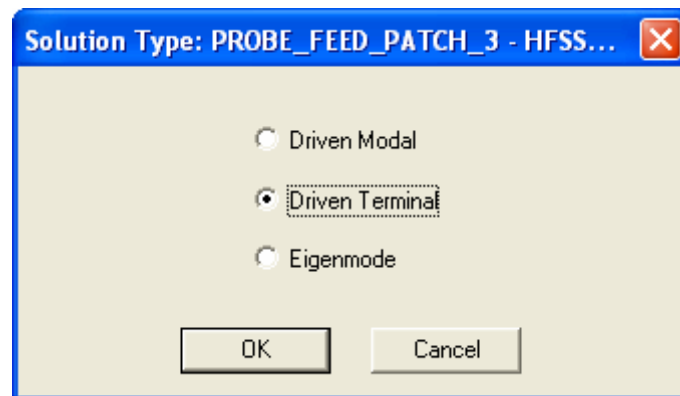 Solution Type: PROBE_FEED_PATCH_3 - HFSS...
Driven Modal
Driven Terminal
Eigenmode
OK Cancel